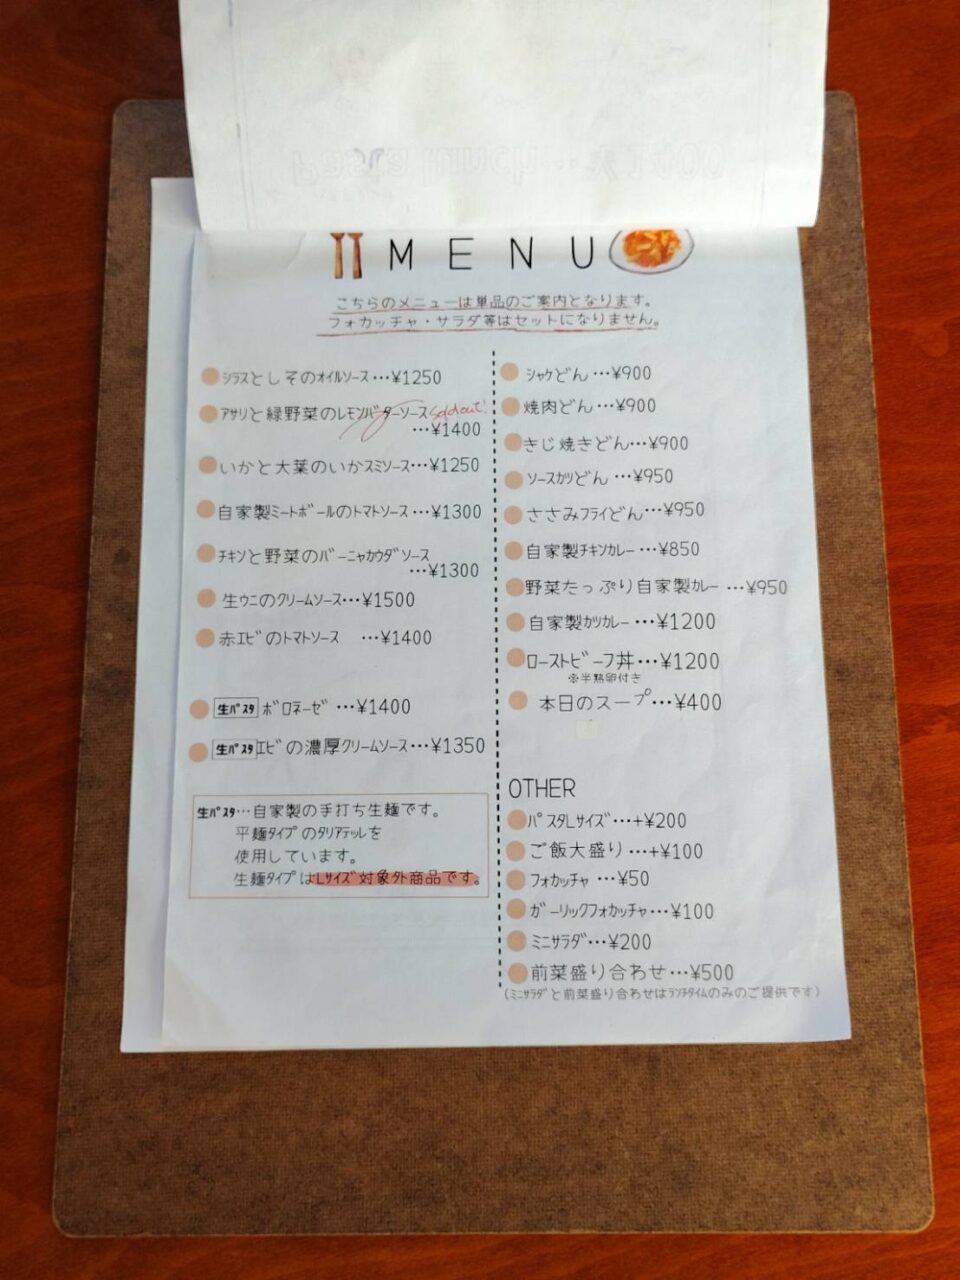 MENU
こちらのメニューは単品のご案内となります。
フォカッチャ・サラダ等はセットになりません。
シラスとしそのオイルソース…¥1250
アサリと緑野菜のレモンバターソース Sold out!
…¥1400
いかと大葉のいかスミソース…¥1250
自家製ミートボールのトマトソース…¥1300
チキンと野菜のバーニャカウダソース
…¥1300
生ウニのクリームソース…¥1500
赤エビのトマトソース …¥1400
生パスタ ボロネーゼ …¥1400
生パスタ エビの濃厚クリームソース…¥1350
生パスタ…自家製の手打ち生麺です。
平麺タイプのタリアテッレを
使用しています。
生麺タイプはLサイズ対象外商品です。
シャケどん …¥900
焼肉どん …¥900
きじ焼きどん…¥900
ソースカツどん …¥950
ささみフライどん…¥950
自家製チキンカレー…¥850
野菜たっぷり自家製カレー …¥950
自家製カツカレー…¥1200
ローストビーフ丼…¥1200
※半熟卵付き
本日のスープ…¥400
OTHER
パスタLサイズ…+¥200
ご飯大盛り…+¥100
フォカッチャ …¥50
ガーリックフォカッチャ…¥100
ミニサラダ…¥200
前菜盛り合わせ…¥500
(ミニサラダと前菜盛り合わせはランチタイムのみのご提供です)